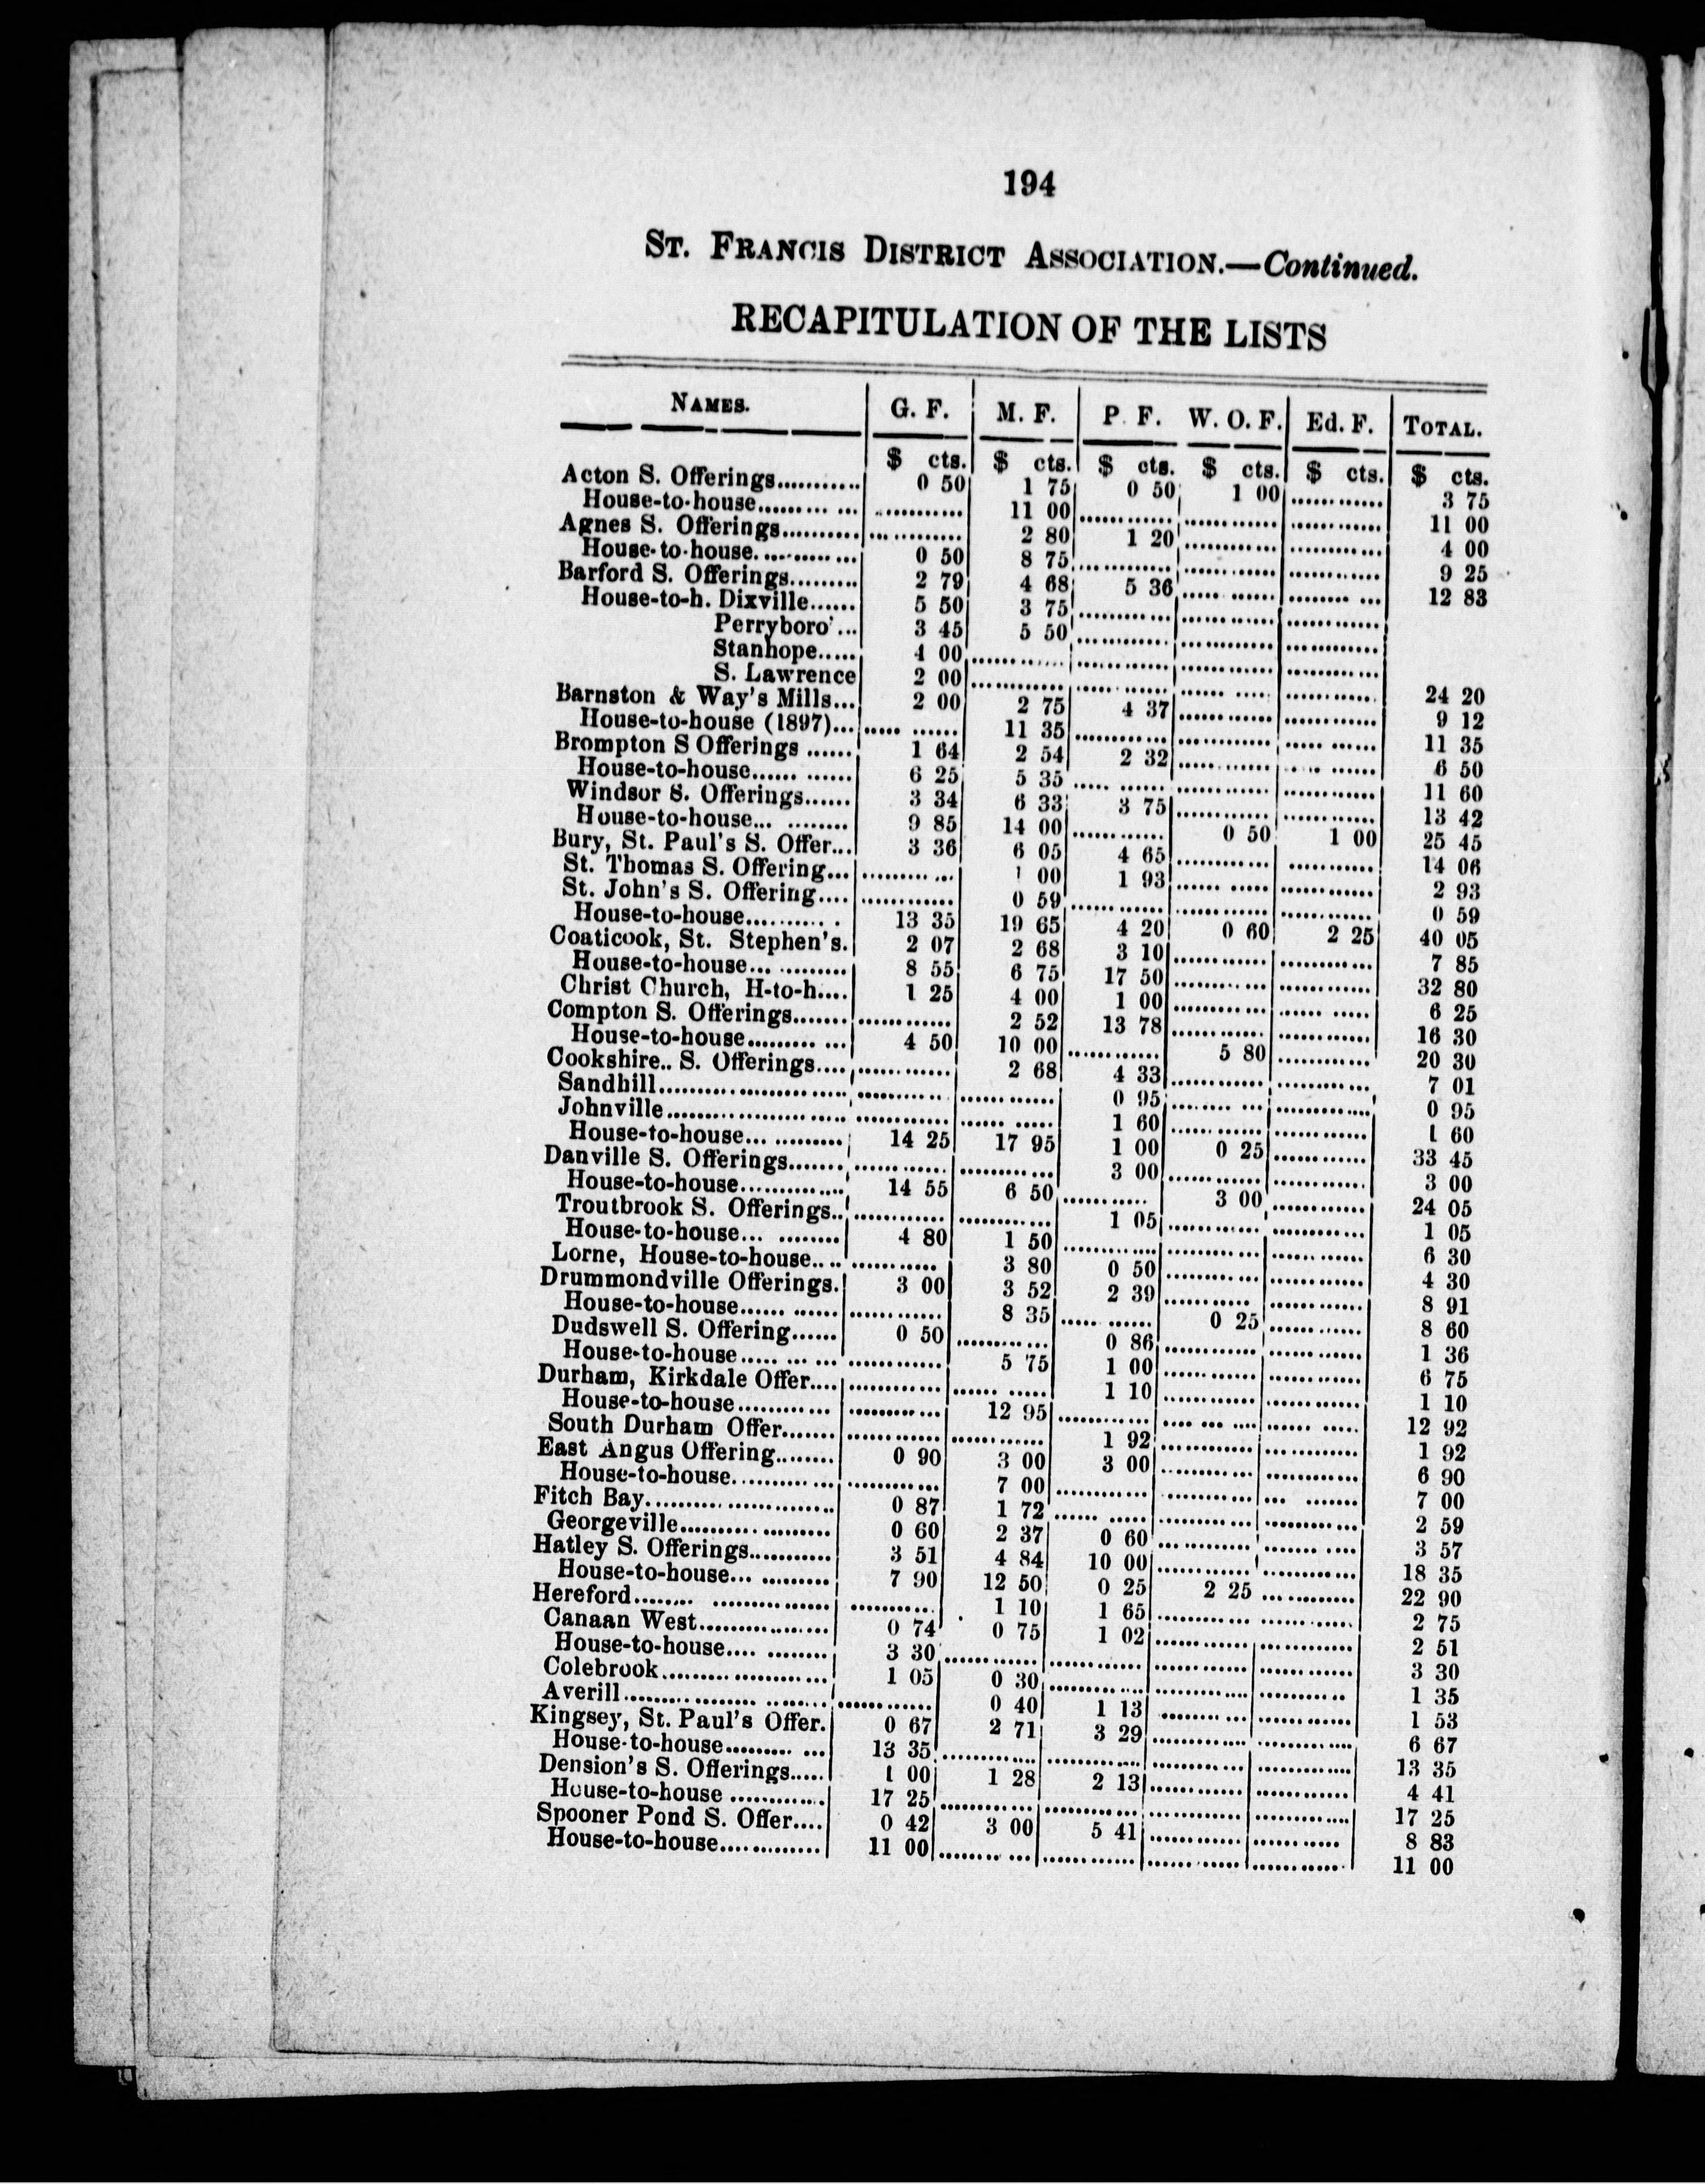 194
ST. FRANCIS DISTRICT ASSOCIATION.—Continued.
RECAPITULATION OF THE LISTS
NAMES. G. F. M. F. P. F. W. O. F. Ed. F. TOTAL.
$ cts. $ cts. $ cts. $ cts. $ cts. $ cts.
Acton S. Offerings........... 0 50 1 75 0 50 1 00 ............ 3 75
House-to-house............ ............ 11 00 ............ ............ ............ 11 00
Agnes S. Offerings.......... ............ 2 80 1 20 ............ ............ 4 00
House-to-house............ 0 50 8 75 ............ ............ ............ 9 25
Barford S. Offerings......... 2 79 4 68 5 36 ............ ............ 12 83
House-to-h. Dixville...... 5 50 3 75 ............ ............ ............
Perryboro'... 3 45 5 50 ............ ............ ............
Stanhope..... 4 00 ............ ............ ............ ............
S. Lawrence 2 00 ............ ............ ............ ............ 24 20
Barnston & Way's Mills... 2 00 2 75 4 37 ............ ............ 9 12
House-to-house (1897)... ............ 11 35 ............ ............ ............ 11 35
Brompton S Offerings ...... 1 64 2 54 2 32 ............ ............ 6 50
House-to-house............ 6 25 5 35 ............ ............ ............ 11 60
Windsor S. Offerings...... 3 34 6 33 3 75 ............ ............ 13 42
House-to-house... ......... 9 85 14 00 ............ 0 50 1 00 25 45
Bury, St. Paul's S. Offer... 3 36 6 05 4 65 ............ ............ 14 06
St. Thomas S. Offering... ............ 1 00 1 93 ............ ............ 2 93
St. John's S. Offering.... ............ 0 59 ............ ............ ............ 0 59
House-to-house........... . 13 35 19 65 4 20 0 60 2 25 40 05
Coaticook, St. Stephen's. 2 07 2 68 3 10 ............ ............ 7 85
House-to-house... ......... 8 55 6 75 17 50 ............ ............ 32 80
Christ Church, H-to-h.... 1 25 4 00 1 00 ............ ............ 6 25
Compton S. Offerings....... ............ 2 52 13 78 ............ ............ 16 30
House-to-house......... ... 4 50 10 00 ............ 5 80 ............ 20 30
Cookshire.. S. Offerings.... ............ 2 68 4 33 ............ ............ 7 01
Sandhill........................ ............ ............ 0 95 ............ ............ 0 95
Johnville....................... ............ ............ 1 60 ............ ............ 1 60
House-to-house... ......... 14 25 17 95 1 00 0 25 ............ 33 45
Danville S. Offerings....... ............ ............ 3 00 ............ ............ 3 00
House-to-house.............. 14 55 6 50 ............ 3 00 ............ 24 05
Troutbrook S. Offerings.. ............ ............ 1 05 ............ ............ 1 05
House-to-house... ......... 4 80 1 50 ............ ............ ............ 6 30
Lorne, House-to-house.... ............ 3 80 0 50 ............ ............ 4 30
Drummondville Offerings. 3 00 3 52 2 39 ............ ............ 8 91
House-to-house............ ............ 8 35 ............ 0 25 ............ 8 60
Dudswell S. Offering...... 0 50 ............ 0 86 ............ ............ 1 36
House-to-house............ ............ 5 75 1 00 ............ ............ 6 75
Durham, Kirkdale Offer.... ............ ............ 1 10 ............ ............ 1 10
House-to-house............ ............ 12 95 ............ ............ ............ 12 92
South Durham Offer....... ............ ............ 1 92 ............ ............ 1 92
East Angus Offering........ 0 90 3 00 3 00 ............ ............ 6 90
House-to-house............. ............ 7 00 ............ ............ ............ 7 00
Fitch Bay........................ 0 87 1 72 ............ ............ ............ 2 59
Georgeville.................... 0 60 2 37 0 60 ............ ............ 3 57
Hatley S. Offerings............ 3 51 4 84 10 00 ............ ............ 18 35
House-to-house... ......... 7 90 12 50 0 25 2 25 ............ 22 90
Hereford........ ............... ............ 1 10 1 65 ............ ............ 2 75
Canaan West................. 0 74 0 75 1 02 ............ ............ 2 51
House-to-house.... ........ 3 30 ............ ............ ............ ............ 3 30
Colebrook..................... 1 05 0 30 ............ ............ ............ 1 35
Averill.......................... ............ 0 40 1 13 ............ ............ 1 53
Kingsey, St. Paul's Offer. 0 67 2 71 3 29 ............ ............ 6 67
House-to-house......... ... 13 35 ............ ............ ............ ............ 13 35
Dension's S. Offerings..... 1 00 1 28 2 13 ............ ............ 4 41
House-to-house ............. 17 25 ............ ............ ............ ............ 17 25
Spooner Pond S. Offer.... 0 42 3 00 5 41 ............ ............ 8 83
House-to-house............. 11 00 ............ ............ ............ ............ 11 00